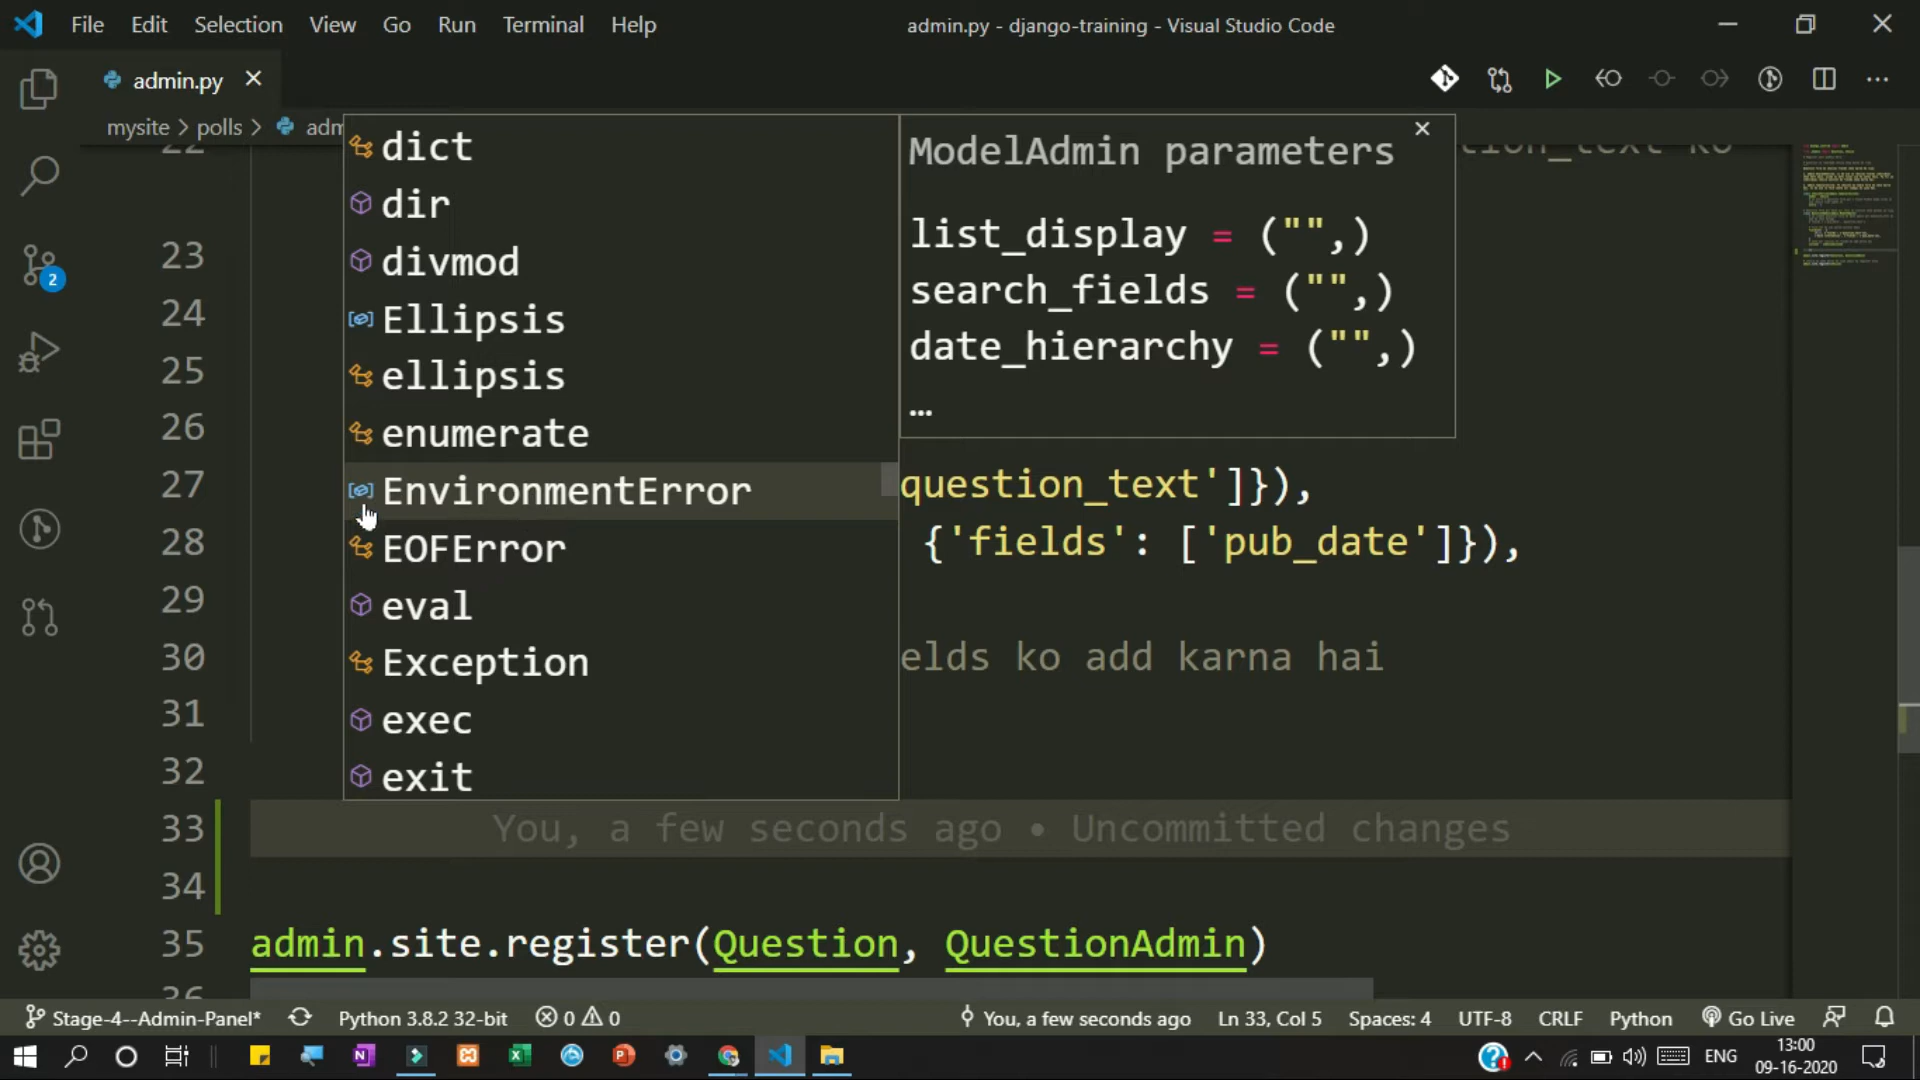 File Edit Selection View Go Run Terminal Help
admin.py - django-training - Visual Studio Code
admin.py
mysite > polls > adm
dict
dir
divmod
Ellipsis
ellipsis
enumerate
EnvironmentError
EOFError
eval
Exception
exec
exit
ModelAdmin parameters
list_display = ("",)
search_fields = ("",)
date_hierarchy = ("",)
…
22 tion_text ko
23
24
25
26
27 question_text']}),
28 {'fields': ['pub_date']}),
29
30 elds ko add karna hai
31
32
33 You, a few seconds ago • Uncommitted changes
34
35 admin.site.register(Question, QuestionAdmin)
36
2
Stage-4--Admin-Panel* Python 3.8.2 32-bit 0 0 You, a few seconds ago Ln 33, Col 5 Spaces: 4 UTF-8 CRLF Python Go Live
ENG 13:00
09-16-2020